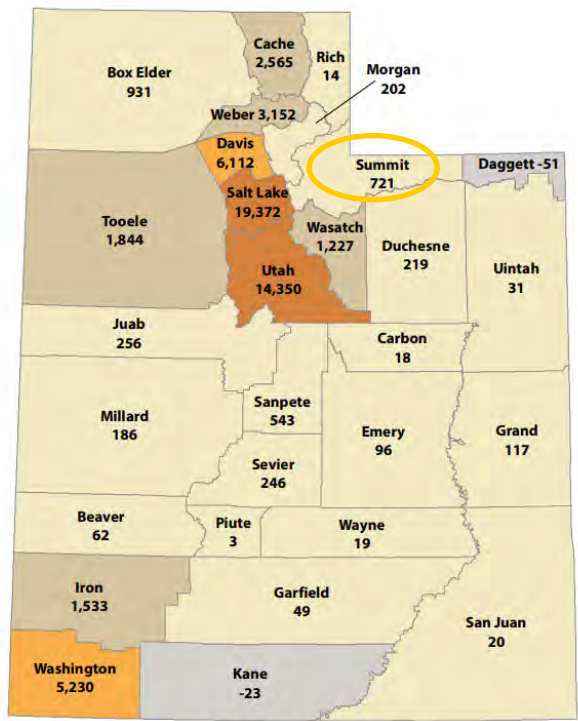 Cache
2,565
Rich
14
Box Elder
931
Morgan
202
Weber 3,152
Davis
6,112
Summit
721
Daggett -51
Salt Lake
19,372
Tooele
1,844
Wasatch
1,227
Duchesne
219
Uintah
31
Utah
14,350
Juab
256
Carbon
18
Sanpete
543
Millard
186
Emery
96
Grand
117
Sevier
246
Beaver
62
Piute
3
Wayne
19
Iron
1,533
Garfield
49
San Juan
20
Washington
5,230
Kane
-23